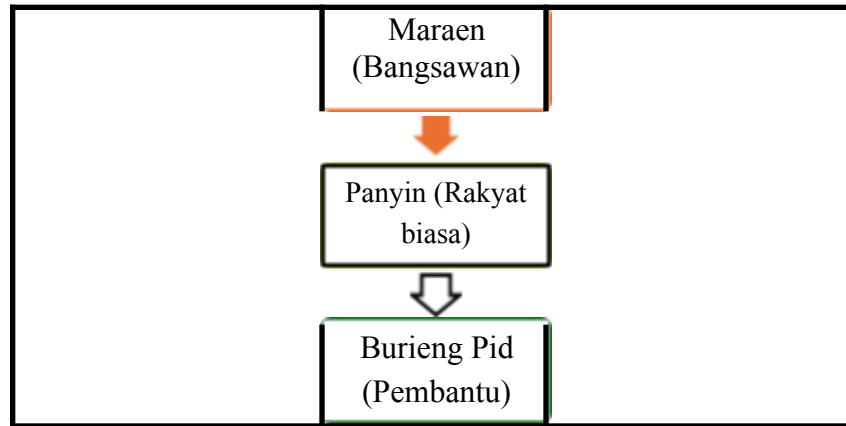 Maraen
(Bangsawan)
Panyin (Rakyat
biasa)
Burieng Pid
(Pembantu)